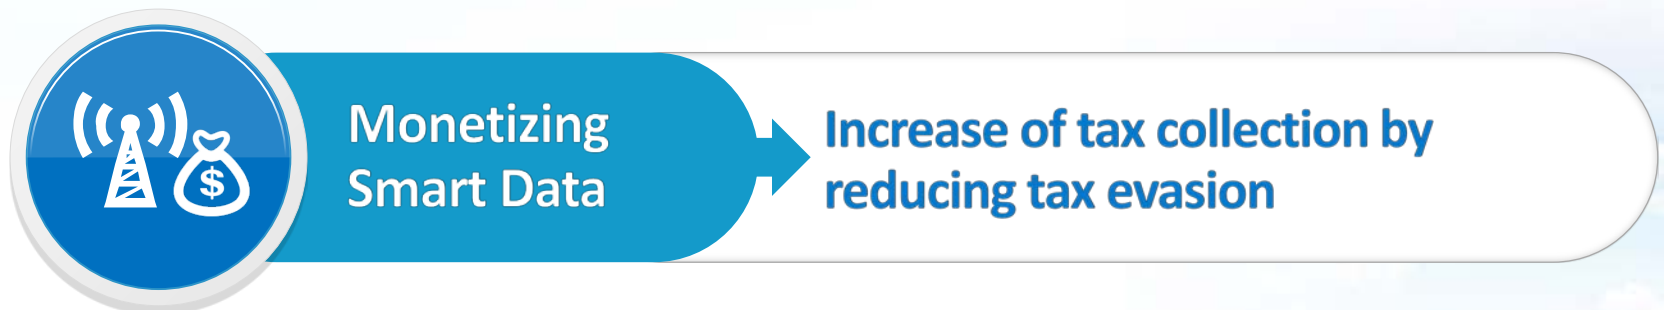 Monetizing
Smart Data
Increase of tax collection by
reducing tax evasion
$